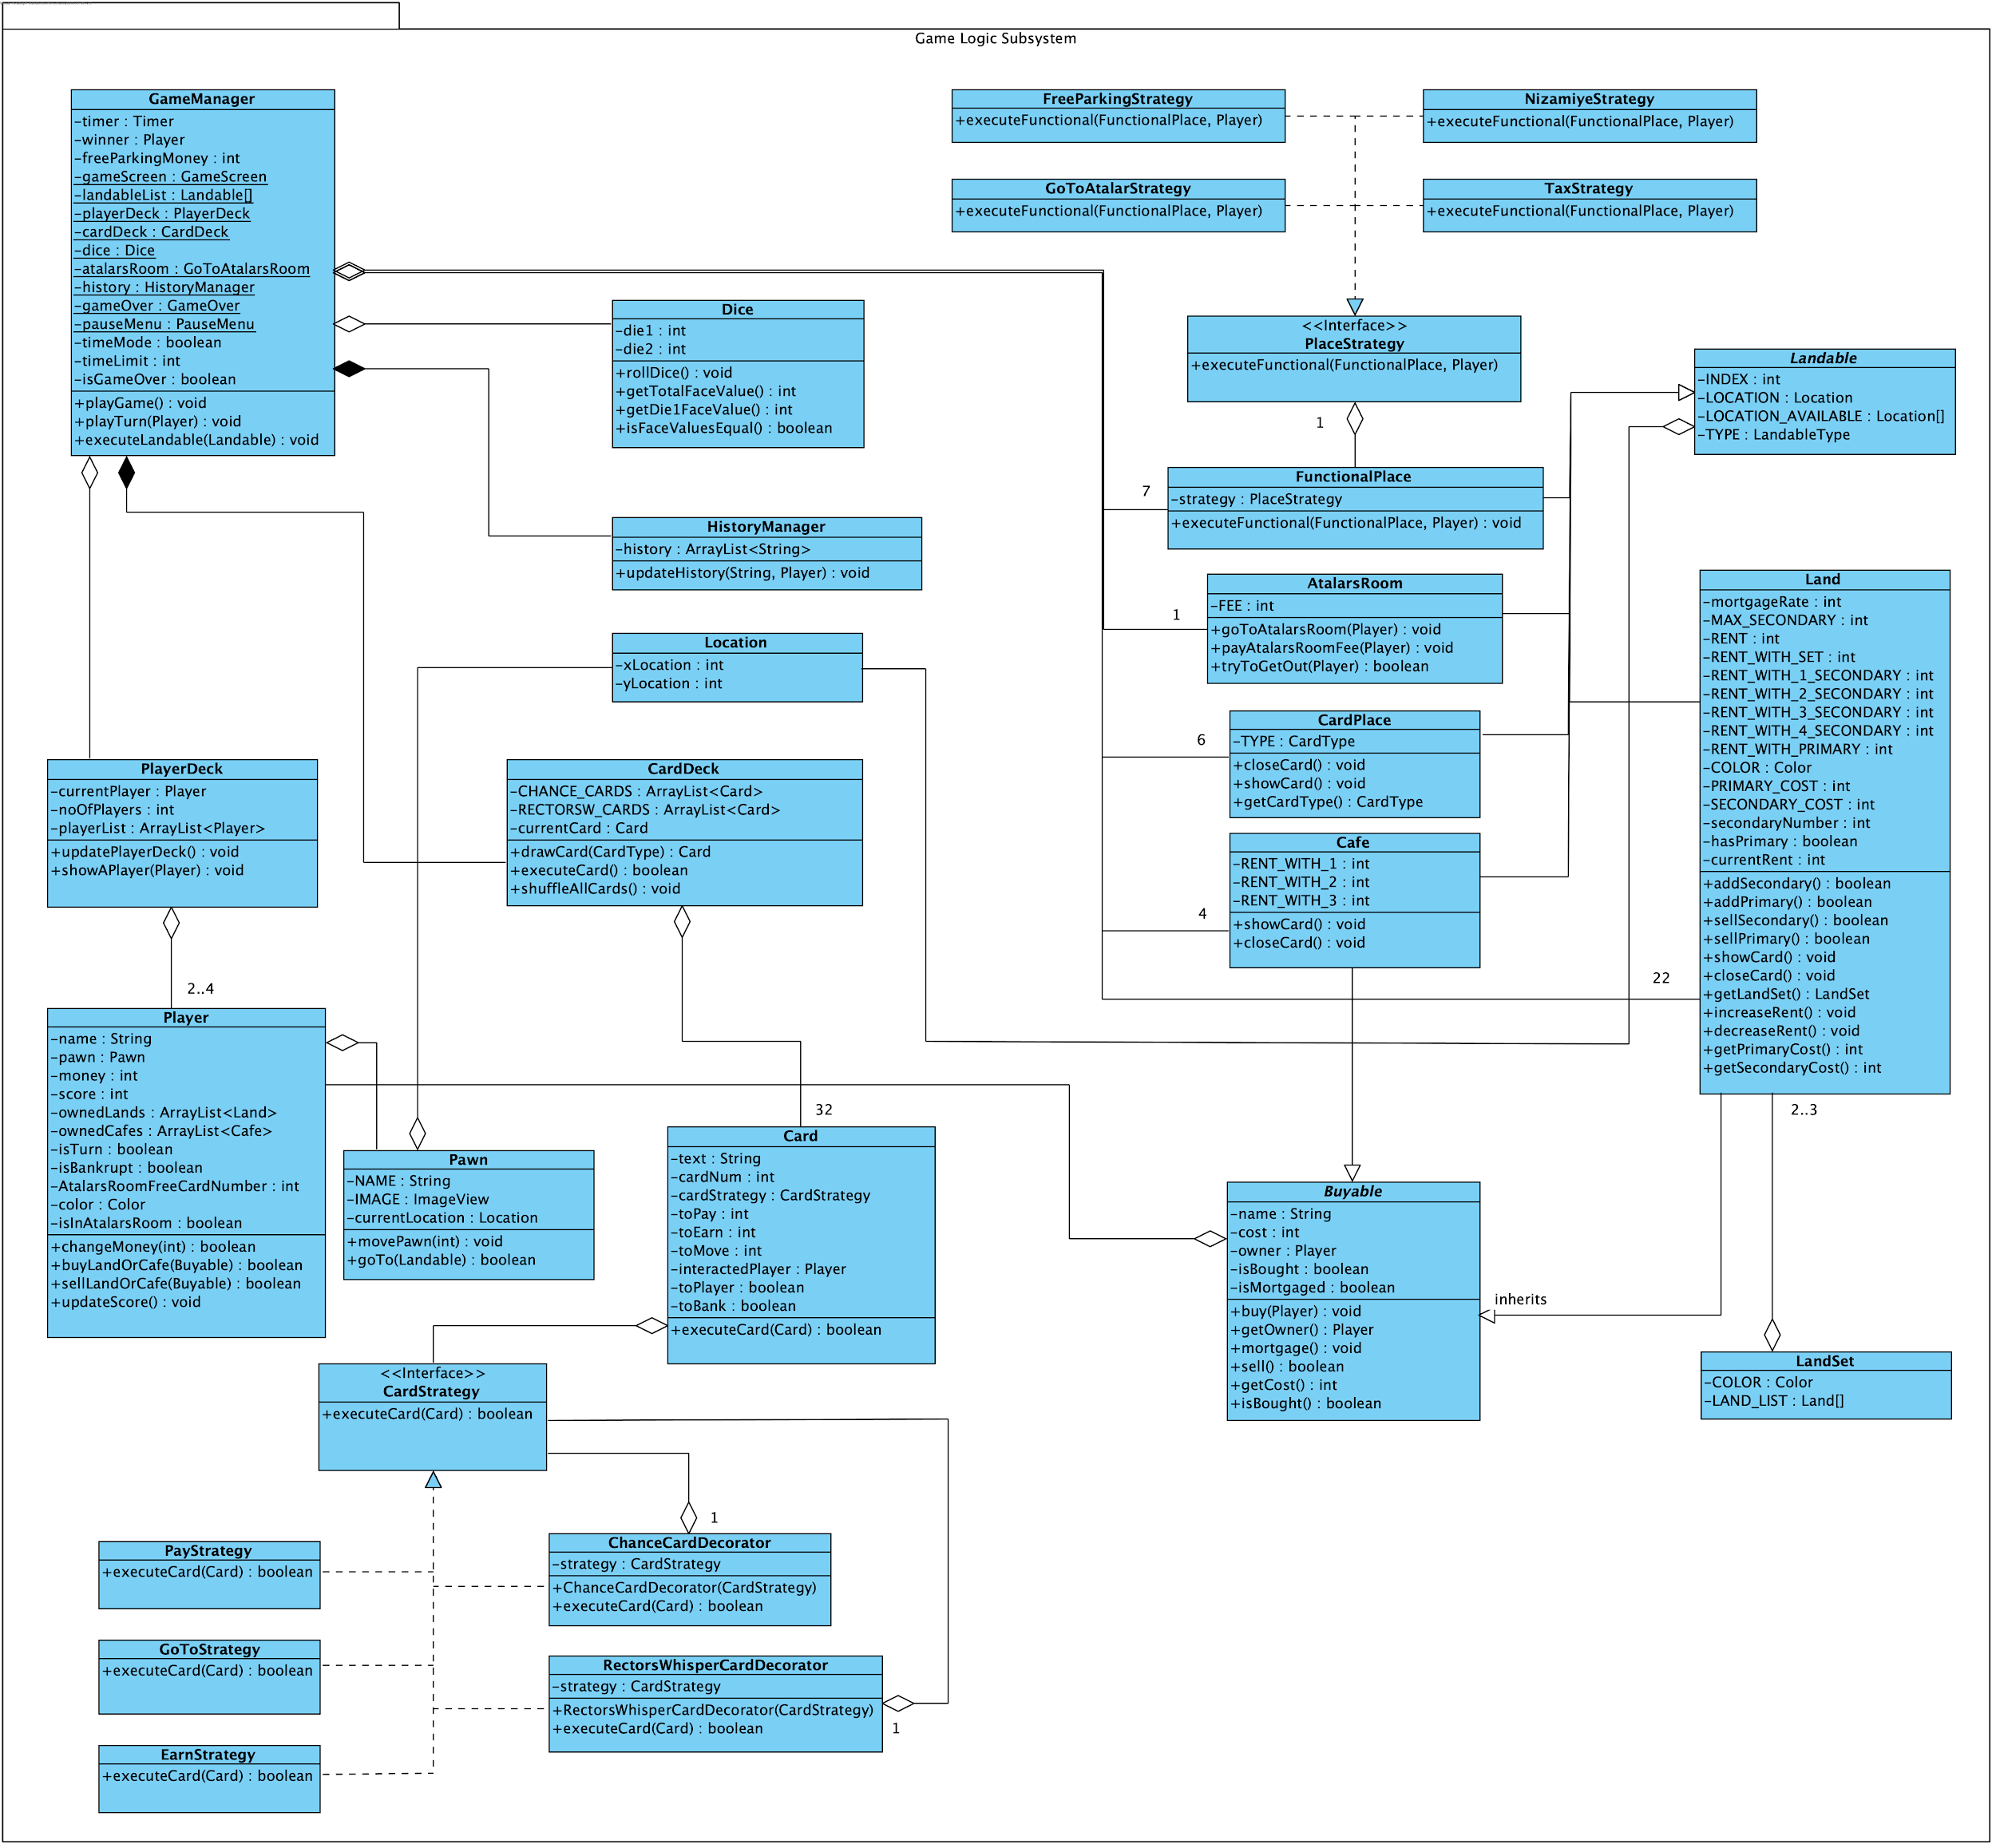 Game Logic Subsystem
GameManager
-timer : Timer
-winner : Player
-freeParkingMoney : int
-gameScreen : GameScreen
-landableList : Landable[]
-playerDeck : PlayerDeck
-cardDeck : CardDeck
-dice : Dice
-atalarsRoom : GoToAtalarsRoom
-history : HistoryManager
-gameOver : GameOver
-pauseMenu : PauseMenu
-timeMode : boolean
-timeLimit : int
-isGameOver : boolean
+playGame() : void
+playTurn(Player) : void
+executeLandable(Landable) : void
FreeParkingStrategy
+executeFunctional(FunctionalPlace, Player)
NizamiyeStrategy
+executeFunctional(FunctionalPlace, Player)
GoToAtalarStrategy
+executeFunctional(FunctionalPlace, Player)
TaxStrategy
+executeFunctional(FunctionalPlace, Player)
Dice
-die1 : int
-die2 : int
+rollDice() : void
+getTotalFaceValue() : int
+getDie1FaceValue() : int
+isFaceValuesEqual() : boolean
<<Interface>>
PlaceStrategy
+executeFunctional(FunctionalPlace, Player)
1
Landable
-INDEX : int
-LOCATION : Location
-LOCATION_AVAILABLE : Location[]
-TYPE : LandableType
7
FunctionalPlace
-strategy : PlaceStrategy
+executeFunctional(FunctionalPlace, Player) : void
HistoryManager
-history : ArrayList<String>
+updateHistory(String, Player) : void
1
AtalarsRoom
-FEE : int
+goToAtalarsRoom(Player) : void
+payAtalarsRoomFee(Player) : void
+tryToGetOut(Player) : boolean
Land
-mortgageRate : int
-MAX_SECONDARY : int
-RENT : int
-RENT_WITH_SET : int
-RENT_WITH_1_SECONDARY : int
-RENT_WITH_2_SECONDARY : int
-RENT_WITH_3_SECONDARY : int
-RENT_WITH_4_SECONDARY : int
-RENT_WITH_PRIMARY : int
-COLOR : Color
-PRIMARY_COST : int
-SECONDARY_COST : int
-secondaryNumber : int
-hasPrimary : boolean
-currentRent : int
+addSecondary() : boolean
+addPrimary() : boolean
+sellSecondary() : boolean
+sellPrimary() : boolean
+showCard() : void
+closeCard() : void
+getLandSet() : LandSet
+increaseRent() : void
+decreaseRent() : void
+getPrimaryCost() : int
+getSecondaryCost() : int
22
2..3
Location
-xLocation : int
-yLocation : int
6
CardPlace
-TYPE : CardType
+closeCard() : void
+showCard() : void
+getCardType() : CardType
4
Cafe
-RENT_WITH_1 : int
-RENT_WITH_2 : int
-RENT_WITH_3 : int
+showCard() : void
+closeCard() : void
PlayerDeck
-currentPlayer : Player
-noOfPlayers : int
-playerList : ArrayList<Player>
+updatePlayerDeck() : void
+showAPlayer(Player) : void
2..4
CardDeck
-CHANCE_CARDS : ArrayList<Card>
-RECTORSW_CARDS : ArrayList<Card>
-currentCard : Card
+drawCard(CardType) : Card
+executeCard() : boolean
+shuffleAllCards() : void
32
Player
-name : String
-pawn : Pawn
-money : int
-score : int
-ownedLands : ArrayList<Land>
-ownedCafes : ArrayList<Cafe>
-isTurn : boolean
-isBankrupt : boolean
-AtalarsRoomFreeCardNumber : int
-color : Color
-isInAtalarsRoom : boolean
+changeMoney(int) : boolean
+buyLandOrCafe(Buyable) : boolean
+sellLandOrCafe(Buyable) : boolean
+updateScore() : void
Pawn
-NAME : String
-IMAGE : ImageView
-currentLocation : Location
+movePawn(int) : void
+goTo(Landable) : boolean
Card
-text : String
-cardNum : int
-cardStrategy : CardStrategy
-toPay : int
-toEarn : int
-toMove : int
-interactedPlayer : Player
-toPlayer : boolean
-toBank : boolean
+executeCard(Card) : boolean
Buyable
-name : String
-cost : int
-owner : Player
-isBought : boolean
-isMortgaged : boolean
+buy(Player) : void
+getOwner() : Player
+mortgage() : void
+sell() : boolean
+getCost() : int
+isBought() : boolean
inherits
LandSet
-COLOR : Color
-LAND_LIST : Land[]
<<Interface>>
CardStrategy
+executeCard(Card) : boolean
1
PayStrategy
+executeCard(Card) : boolean
ChanceCardDecorator
-strategy : CardStrategy
+ChanceCardDecorator(CardStrategy)
+executeCard(Card) : boolean
GoToStrategy
+executeCard(Card) : boolean
RectorsWhisperCardDecorator
-strategy : CardStrategy
+RectorsWhisperCardDecorator(CardStrategy)
+executeCard(Card) : boolean
1
EarnStrategy
+executeCard(Card) : boolean